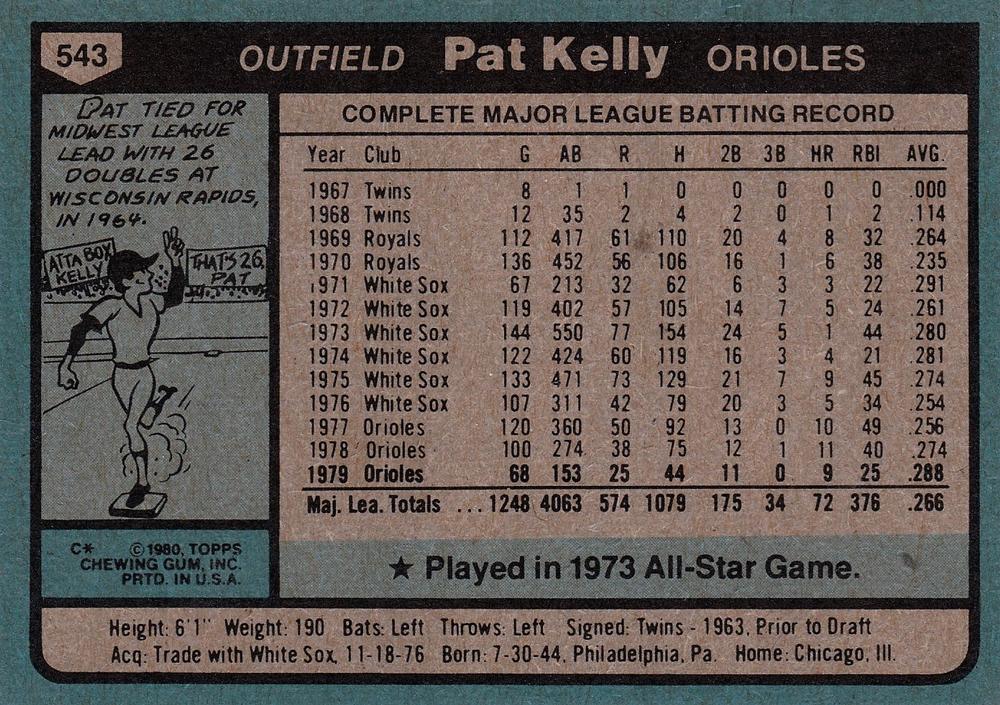 543 OUTFIELD Pat Kelly ORIOLES
PAT TIED FOR
MIDWEST LEAGUE
LEAD WITH 26
DOUBLES AT
WISCONSIN RAPIDS,
IN 1964.
ATTA BOY
KELLY
THAT'S 26,
PAT
C* ©1980, TOPPS
CHEWING GUM, INC.
PRTD. IN U.S.A.
COMPLETE MAJOR LEAGUE BATTING RECORD
Year Club G AB R H 2B 3B HR RBI AVG.
1967 Twins 8 1 1 0 0 0 0 0 .000
1968 Twins 12 35 2 4 2 0 1 2 .114
1969 Royals 112 417 61 110 20 4 8 32 .264
1970 Royals 136 452 56 106 16 1 6 38 .235
1971 White Sox 67 213 32 62 6 3 3 22 .291
1972 White Sox 119 402 57 105 14 7 5 24 .261
1973 White Sox 144 550 77 154 24 5 1 44 .280
1974 White Sox 122 424 60 119 16 3 4 21 .281
1975 White Sox 133 471 73 129 21 7 9 45 .274
1976 White Sox 107 311 42 79 20 3 5 34 .254
1977 Orioles 120 360 50 92 13 0 10 49 .256
1978 Orioles 100 274 38 75 12 1 11 40 .274
1979 Orioles 68 153 25 44 11 0 9 25 .288
Maj. Lea. Totals ... 1248 4063 574 1079 175 34 72 376 .266
★ Played in 1973 All-Star Game.
Height: 6'1" Weight: 190 Bats: Left Throws: Left Signed: Twins - 1963, Prior to Draft
Acq: Trade with White Sox, 11-18-76 Born: 7-30-44, Philadelphia, Pa. Home: Chicago, Ill.